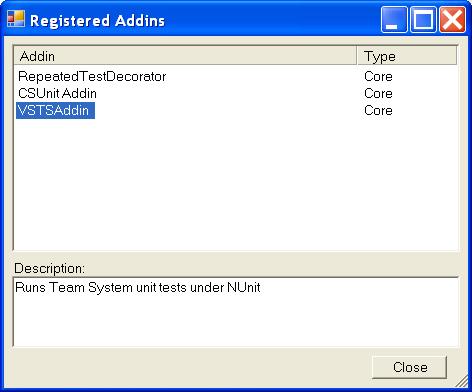 Registered Addins
Addin Type
RepeatedTestDecorator Core
CSUnit Addin Core
VSTSAddin Core
Description:
Runs Team System unit tests under NUnit
Close